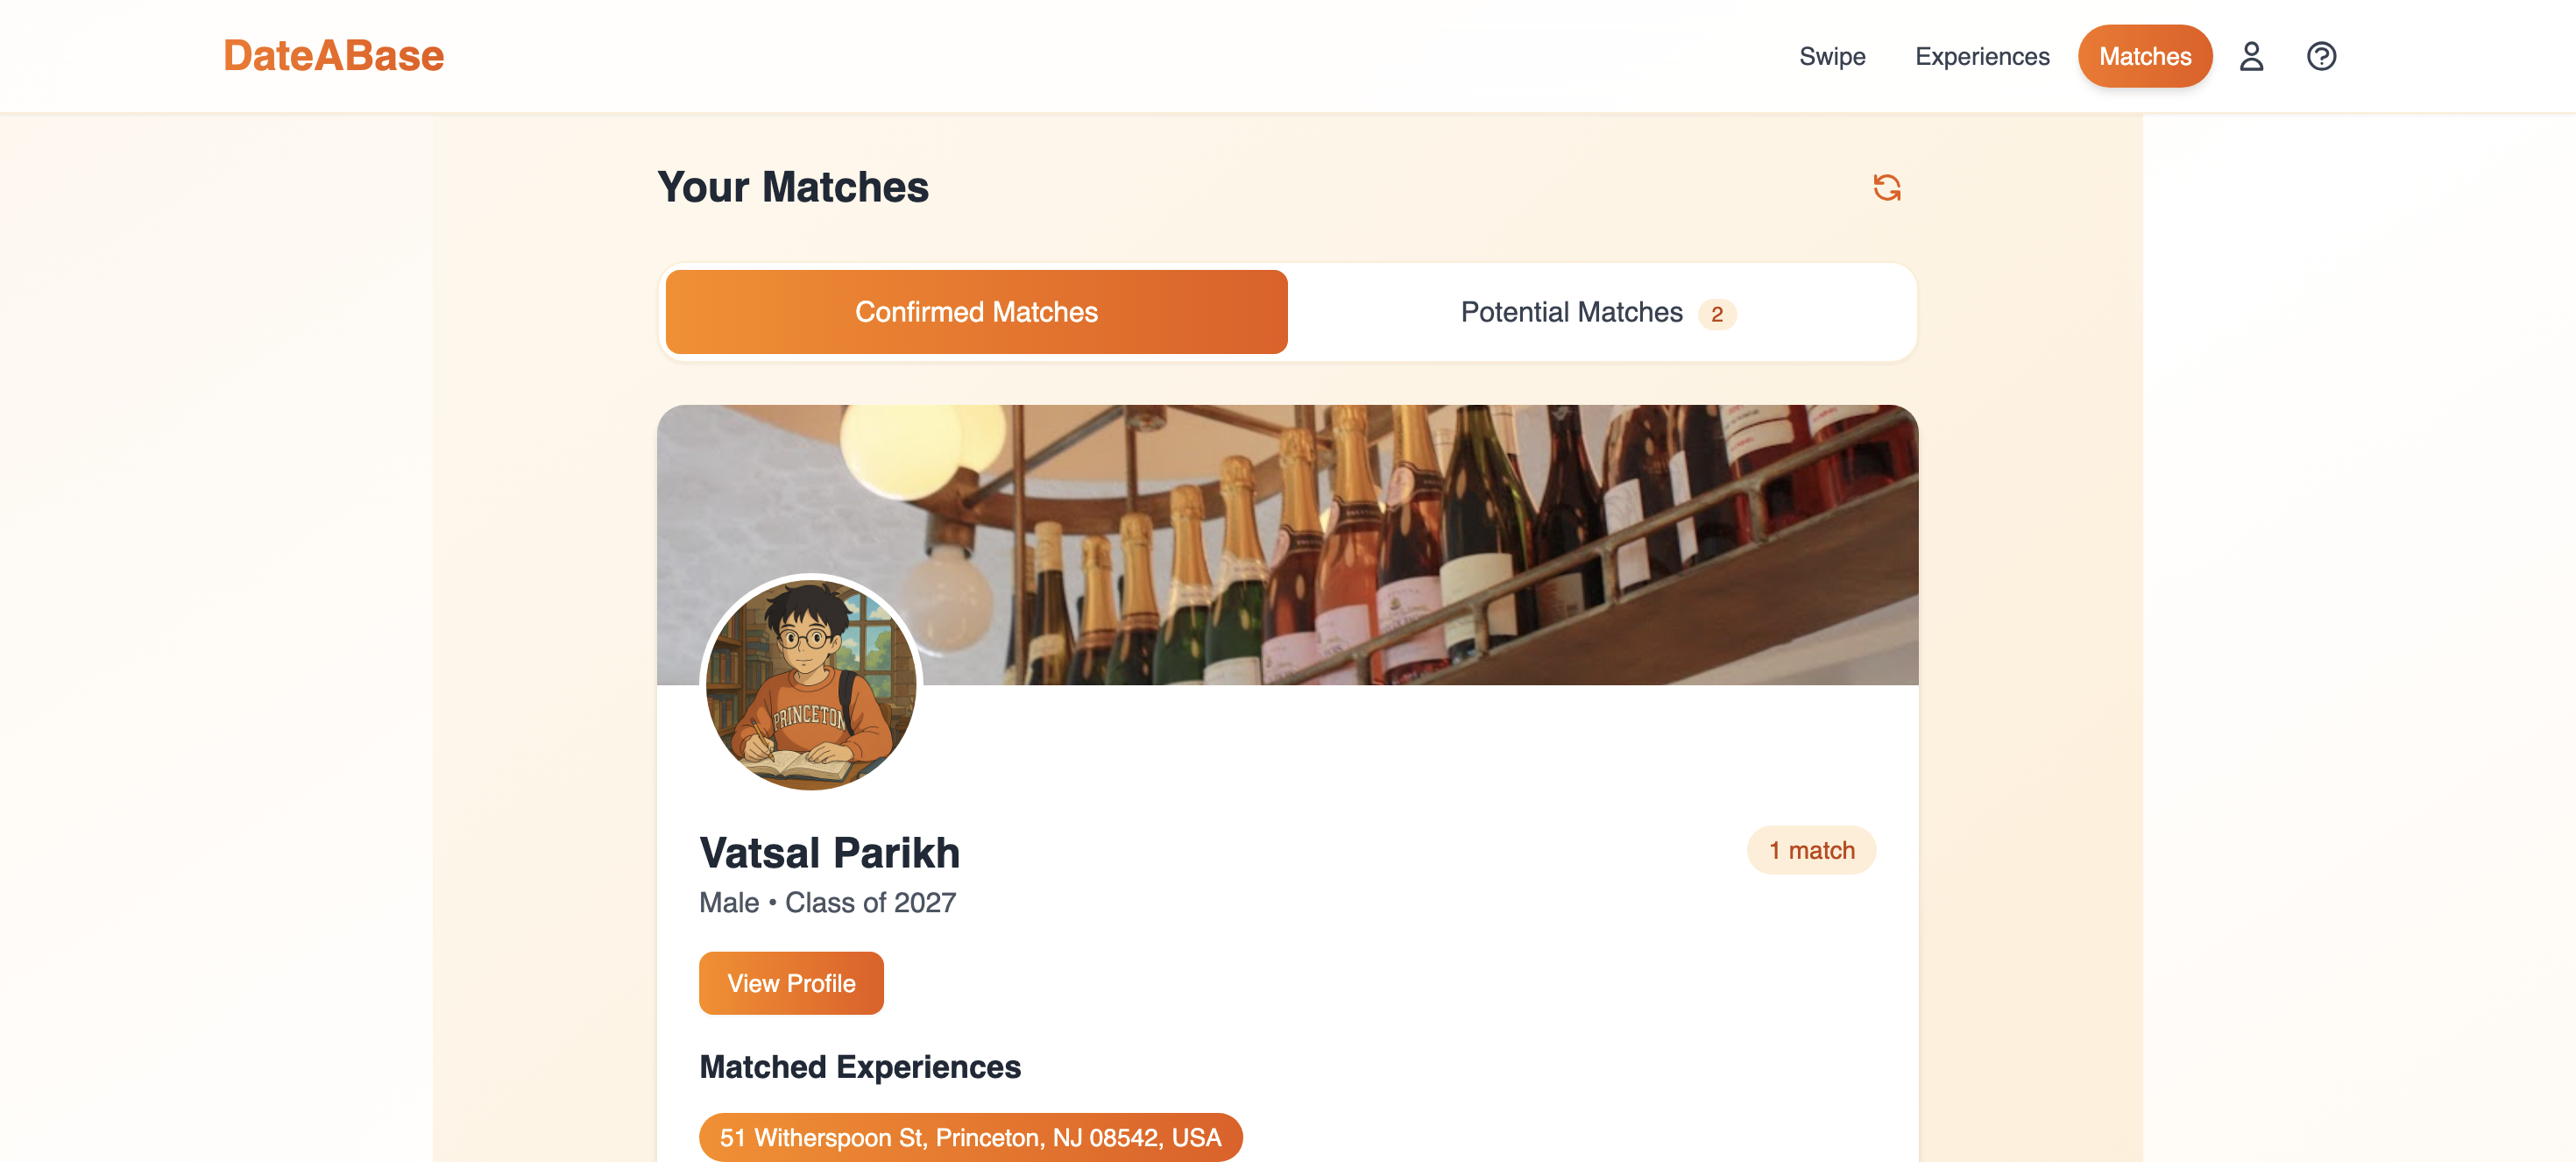 DateABase
Swipe
Experiences
Matches
Your Matches
Confirmed Matches
Potential Matches 2
PRINCETON
Vatsal Parikh
1 match
Male • Class of 2027
View Profile
Matched Experiences
51 Witherspoon St, Princeton, NJ 08542, USA